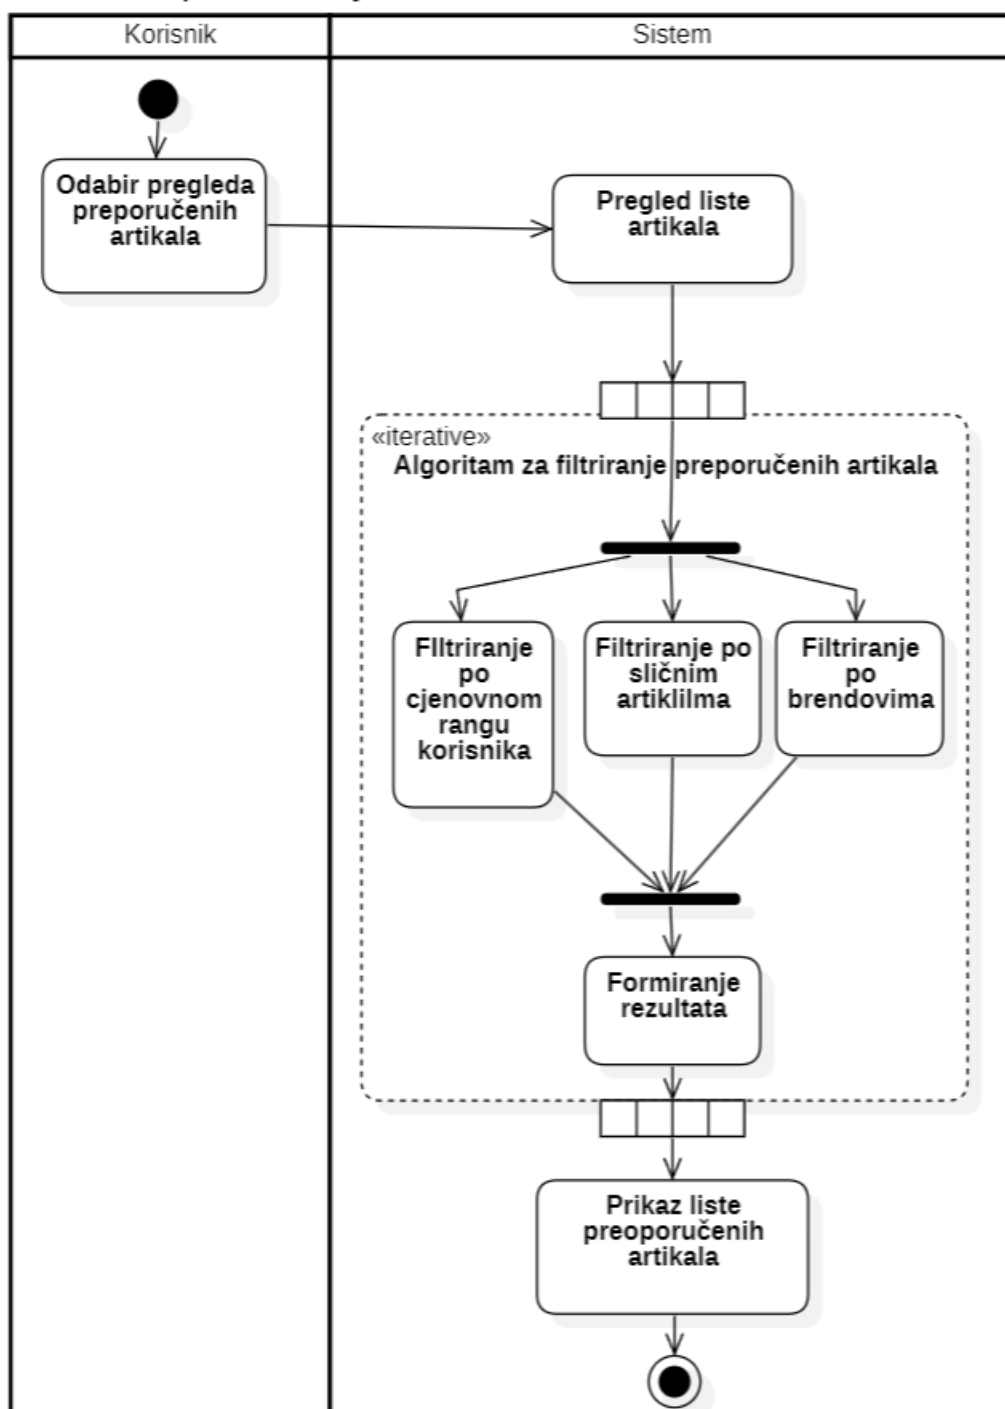 Korisnik
Sistem
Odabir pregleda
preporučenih
artikala
Pregled liste
artikala
«iterative»
Algoritam za filtriranje preporučenih artikala
FIltriranje
po
cjenovnom
rangu
korisnika
Filtriranje po
sličnim
artiklilma
Filtriranje
po
brendovima
Formiranje
rezultata
Prikaz liste
preoporučenih
artikala